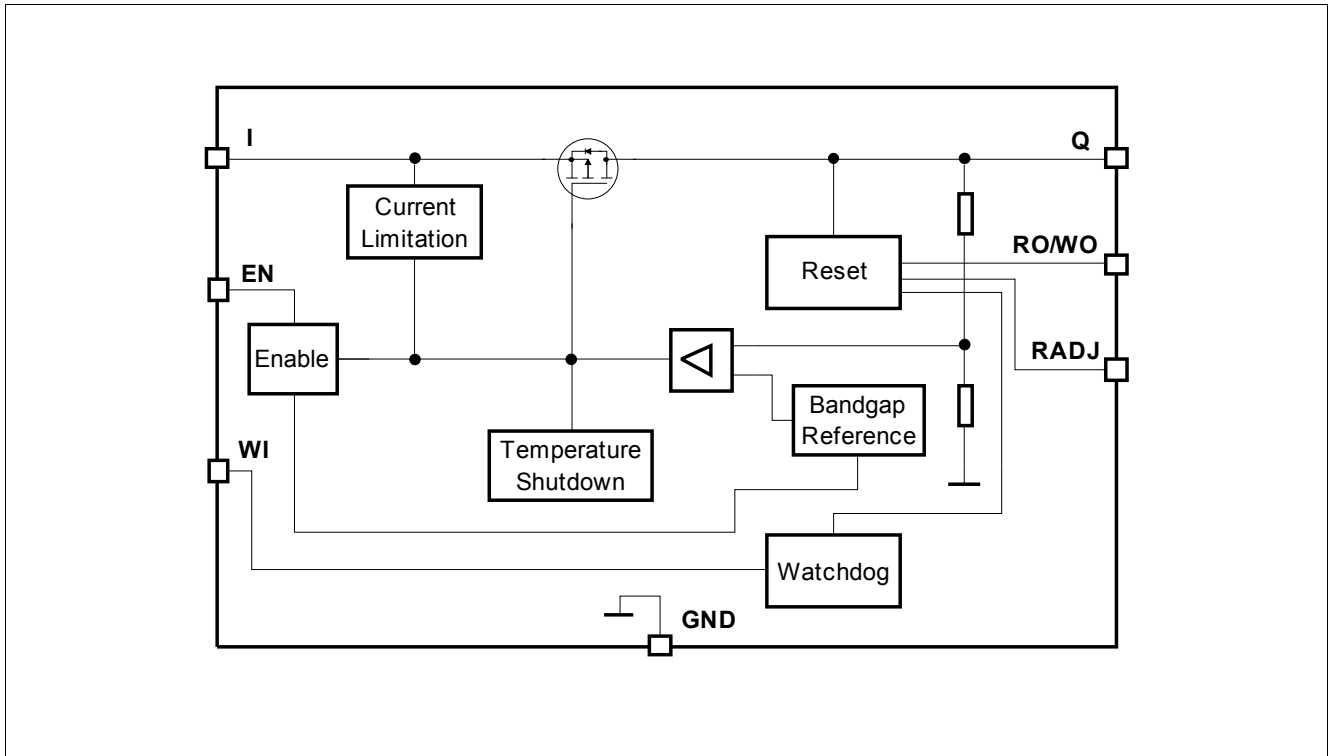 I
Q
Current
Limitation
RO/WO
EN
Reset
Enable
RADJ
Bandgap
Reference
WI
Temperature
Shutdown
Watchdog
GND